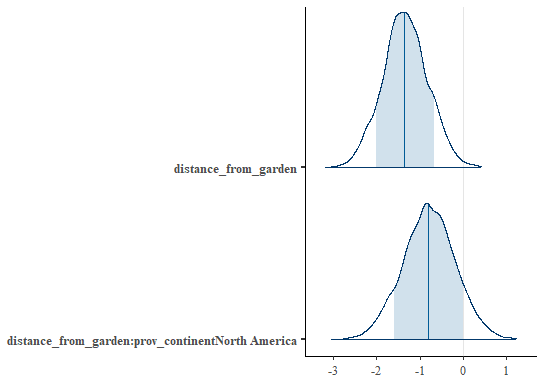 distance_from_garden
distance_from_garden:prov_continentNorth America
-3 -2 -1 0 1